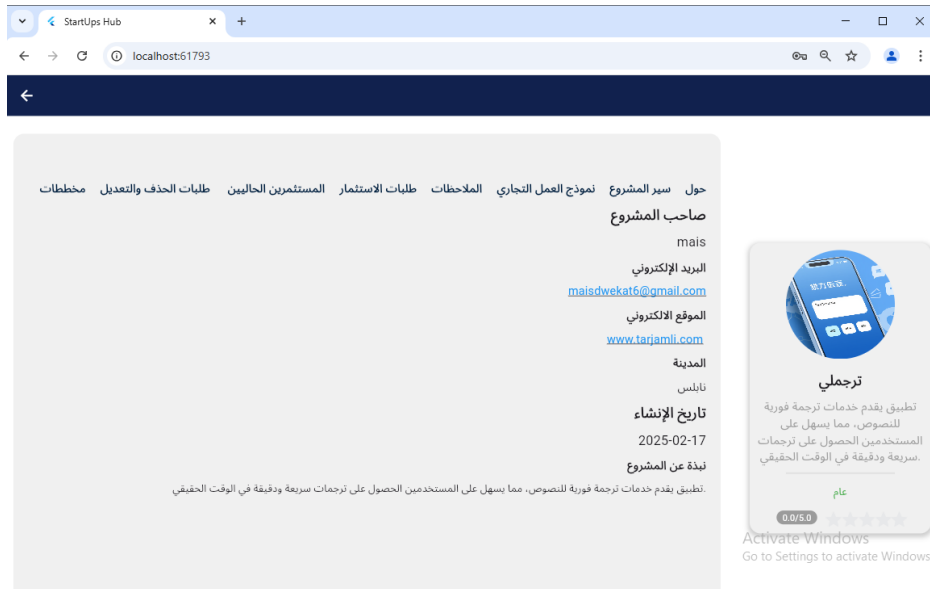 StartUps Hub
localhost:61793
حول سير المشروع نموذج العمل التجاري الملاحظات طلبات الاستثمار المستثمرين الحاليين طلبات الحذف والتعديل مخططات
صاحب المشروع
mais
البريد الإلكتروني
maisdwekat6@gmail.com
الموقع الالكتروني
www.tarjamli.com
المدينة
نابلس
تاريخ الإنشاء
2025-02-17
نبذة عن المشروع
.تطبيق يقدم خدمات ترجمة فورية للنصوص، مما يسهل على المستخدمين الحصول على ترجمات سريعة ودقيقة في الوقت الحقيقي
ترجملي
تطبيق يقدم خدمات ترجمة فورية
للنصوص، مما يسهل على
المستخدمين الحصول على ترجمات
.سريعة ودقيقة في الوقت الحقيقي
عام
0.0/5.0
Activate Windows
Go to Settings to activate Windows